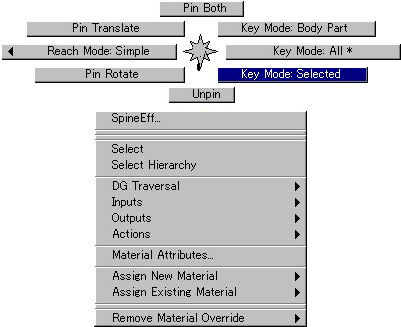 Pin Both
Pin Translate
Key Mode: Body Part
Reach Mode: Simple
Key Mode: All *
Pin Rotate
Key Mode: Selected
Unpin
SpineEff...
Select
Select Hierarchy
DG Traversal
Inputs
Outputs
Actions
Material Attributes...
Assign New Material
Assign Existing Material
Remove Material Override